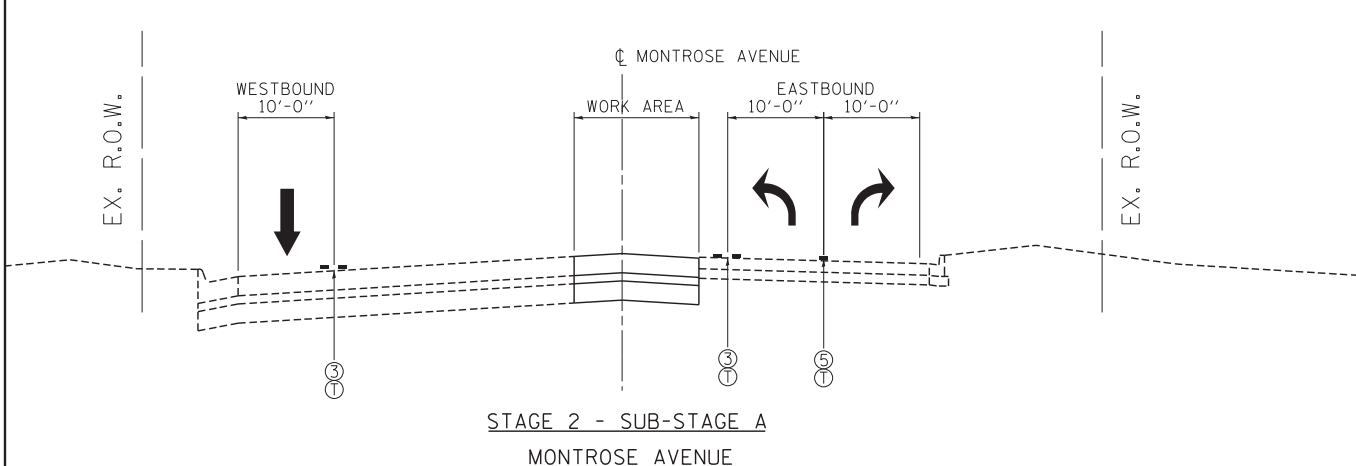 ℄ MONTROSE AVENUE
WESTBOUND
10'-0''
WORK AREA
EASTBOUND
10'-0''
10'-0''
EX. R.O.W.
EX. R.O.W.
3
T
3
T
5
T
STAGE 2 - SUB-STAGE A
MONTROSE AVENUE